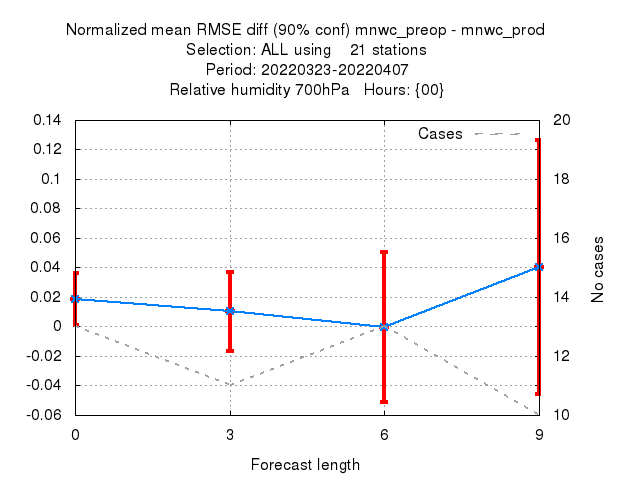 Normalized mean RMSE diff (90% conf) mnwc_preop - mnwc_prod
Selection: ALL using    21 stations
Period: 20220323-20220407
Relative humidity 700hPa   Hours: {00}
Cases
0.14
0.12
0.1
0.08
0.06
0.04
0.02
0
-0.02
-0.04
-0.06
20
18
16
14
12
10
No cases
0 3 6 9
Forecast length